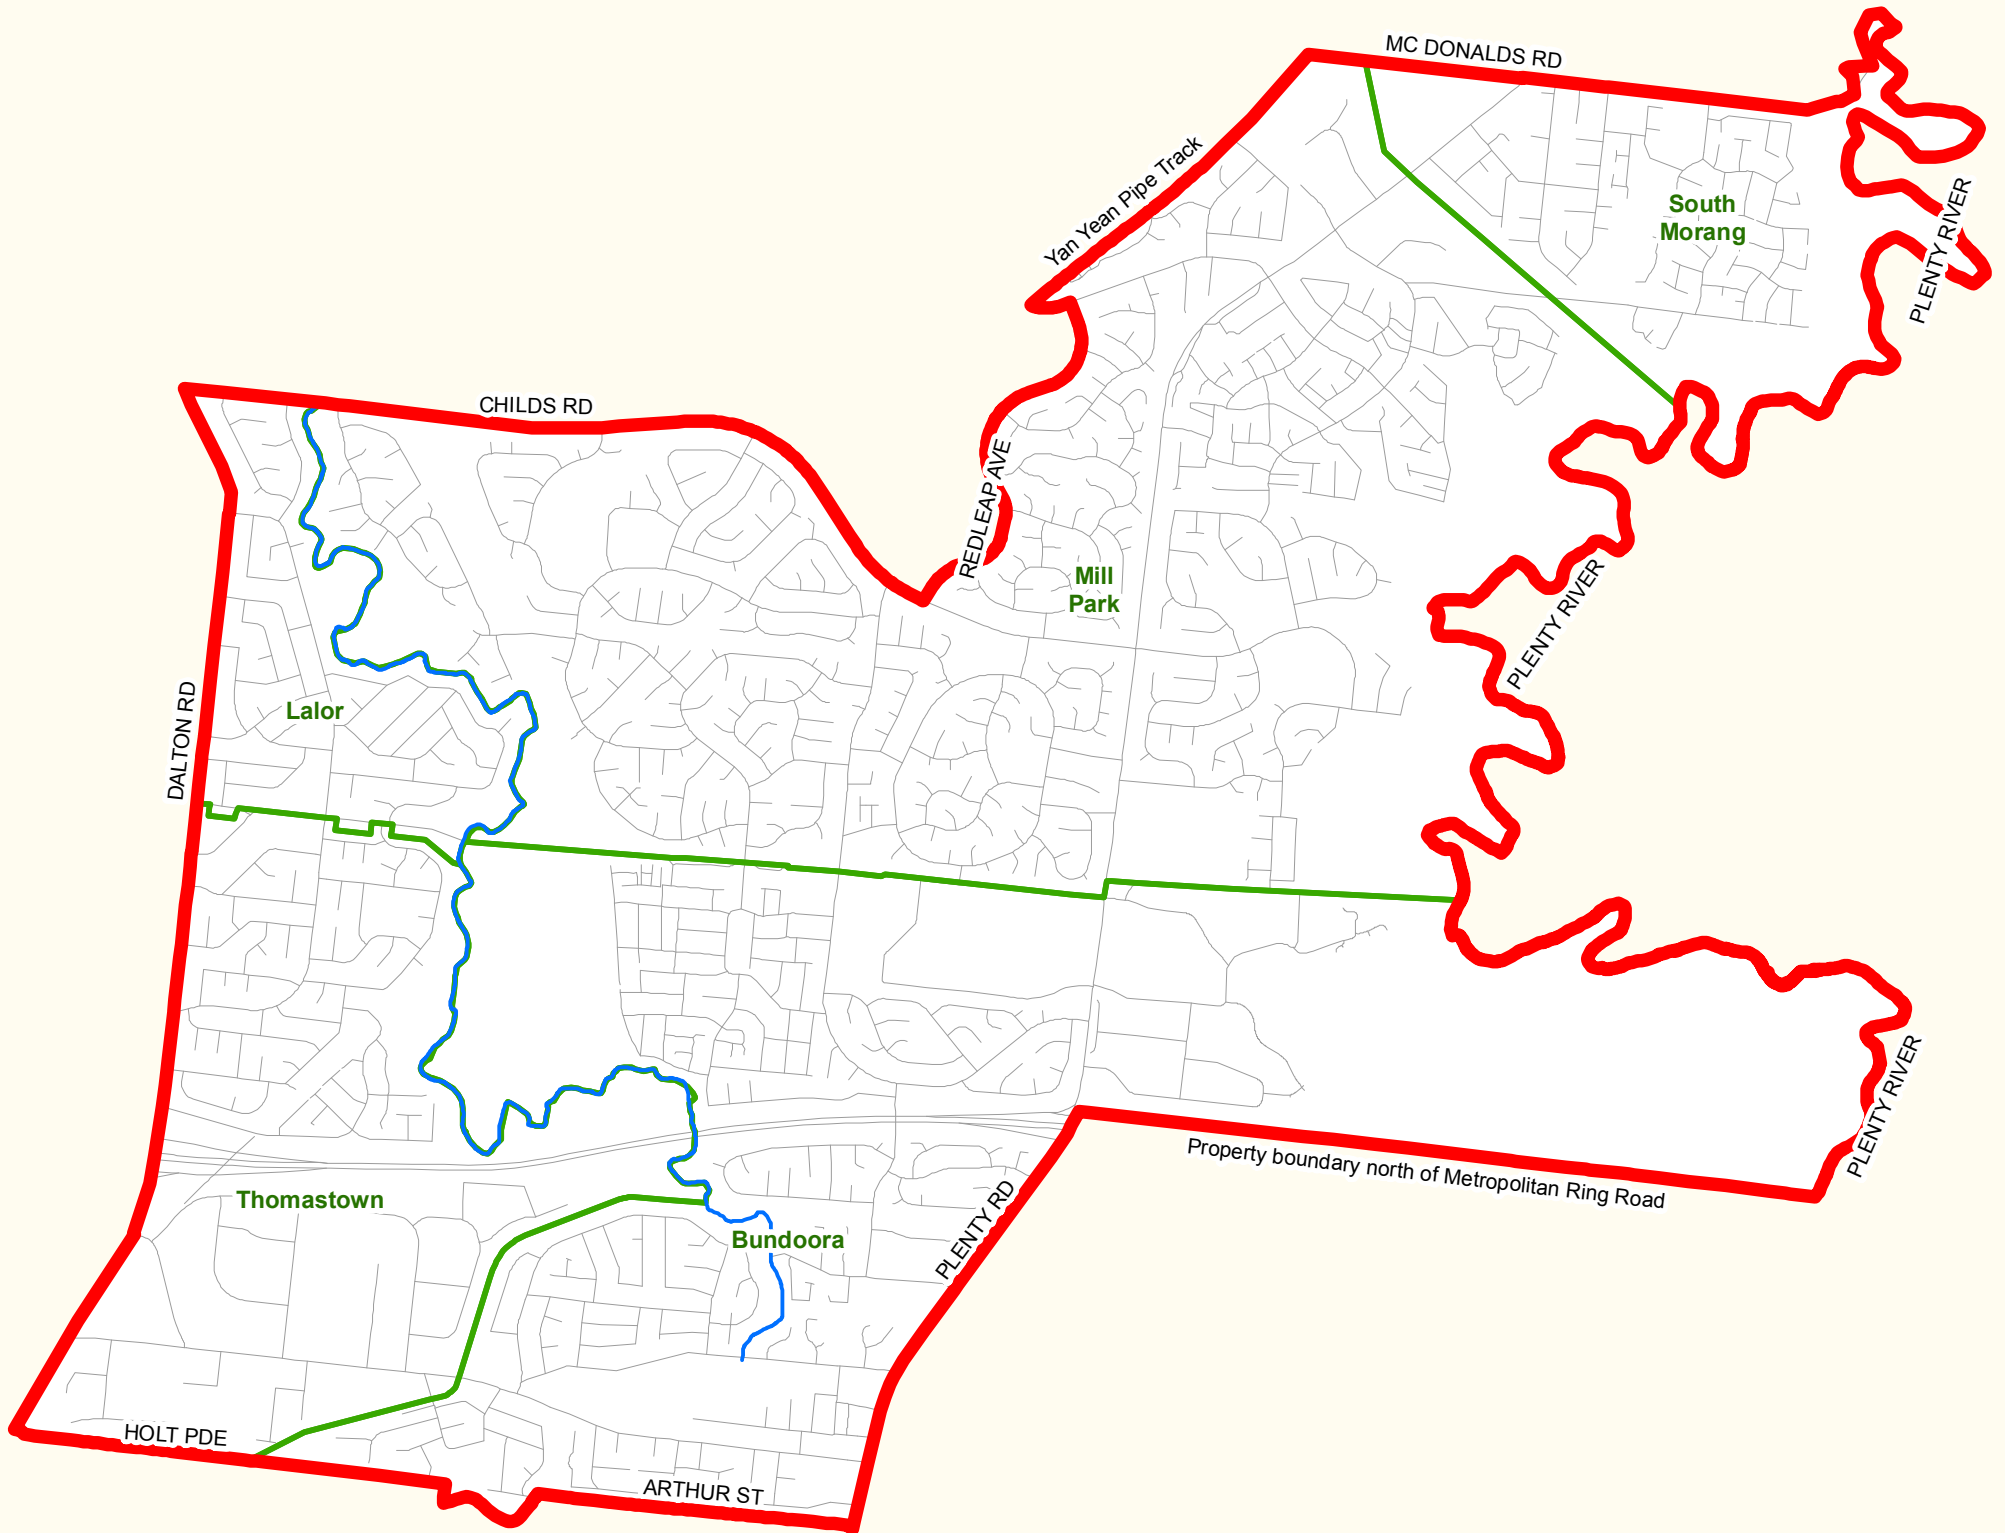 MC DONALDS RD
Yan Yean Pipe Track
South
Morang
PLENTY RIVER
CHILDS RD
REDLEAP AVE
Mill
Park
PLENTY RIVER
DALTON RD
Lalor
PLENTY RIVER
Property boundary north of Metropolitan Ring Road
Thomastown
PLENTY RD
Bundoora
HOLT PDE
ARTHUR ST